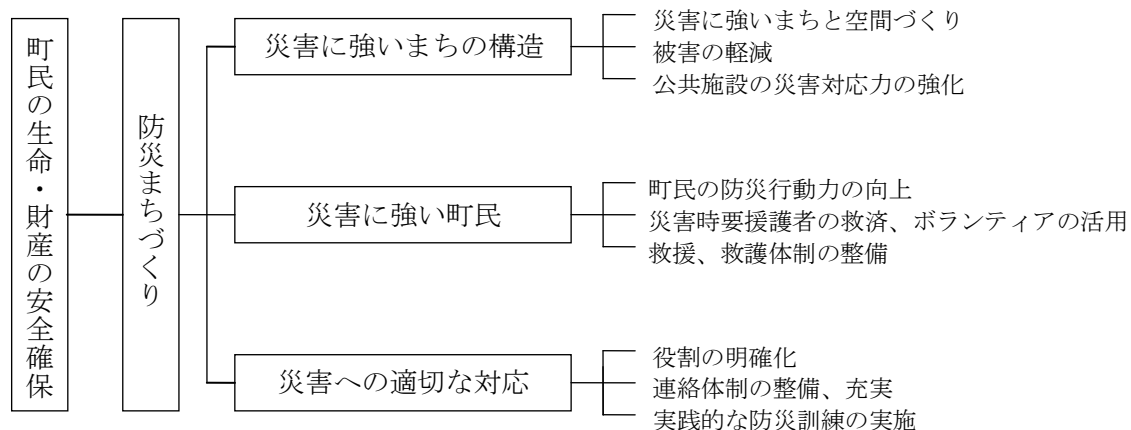 町民の生命・財産の安全確保
防災まちづくり
災害に強いまちの構造
災害に強いまちと空間づくり
被害の軽減
公共施設の災害対応力の強化
災害に強い町民
町民の防災行動力の向上
災害時要援護者の救済、ボランティアの活用
救援、救護体制の整備
災害への適切な対応
役割の明確化
連絡体制の整備、充実
実践的な防災訓練の実施